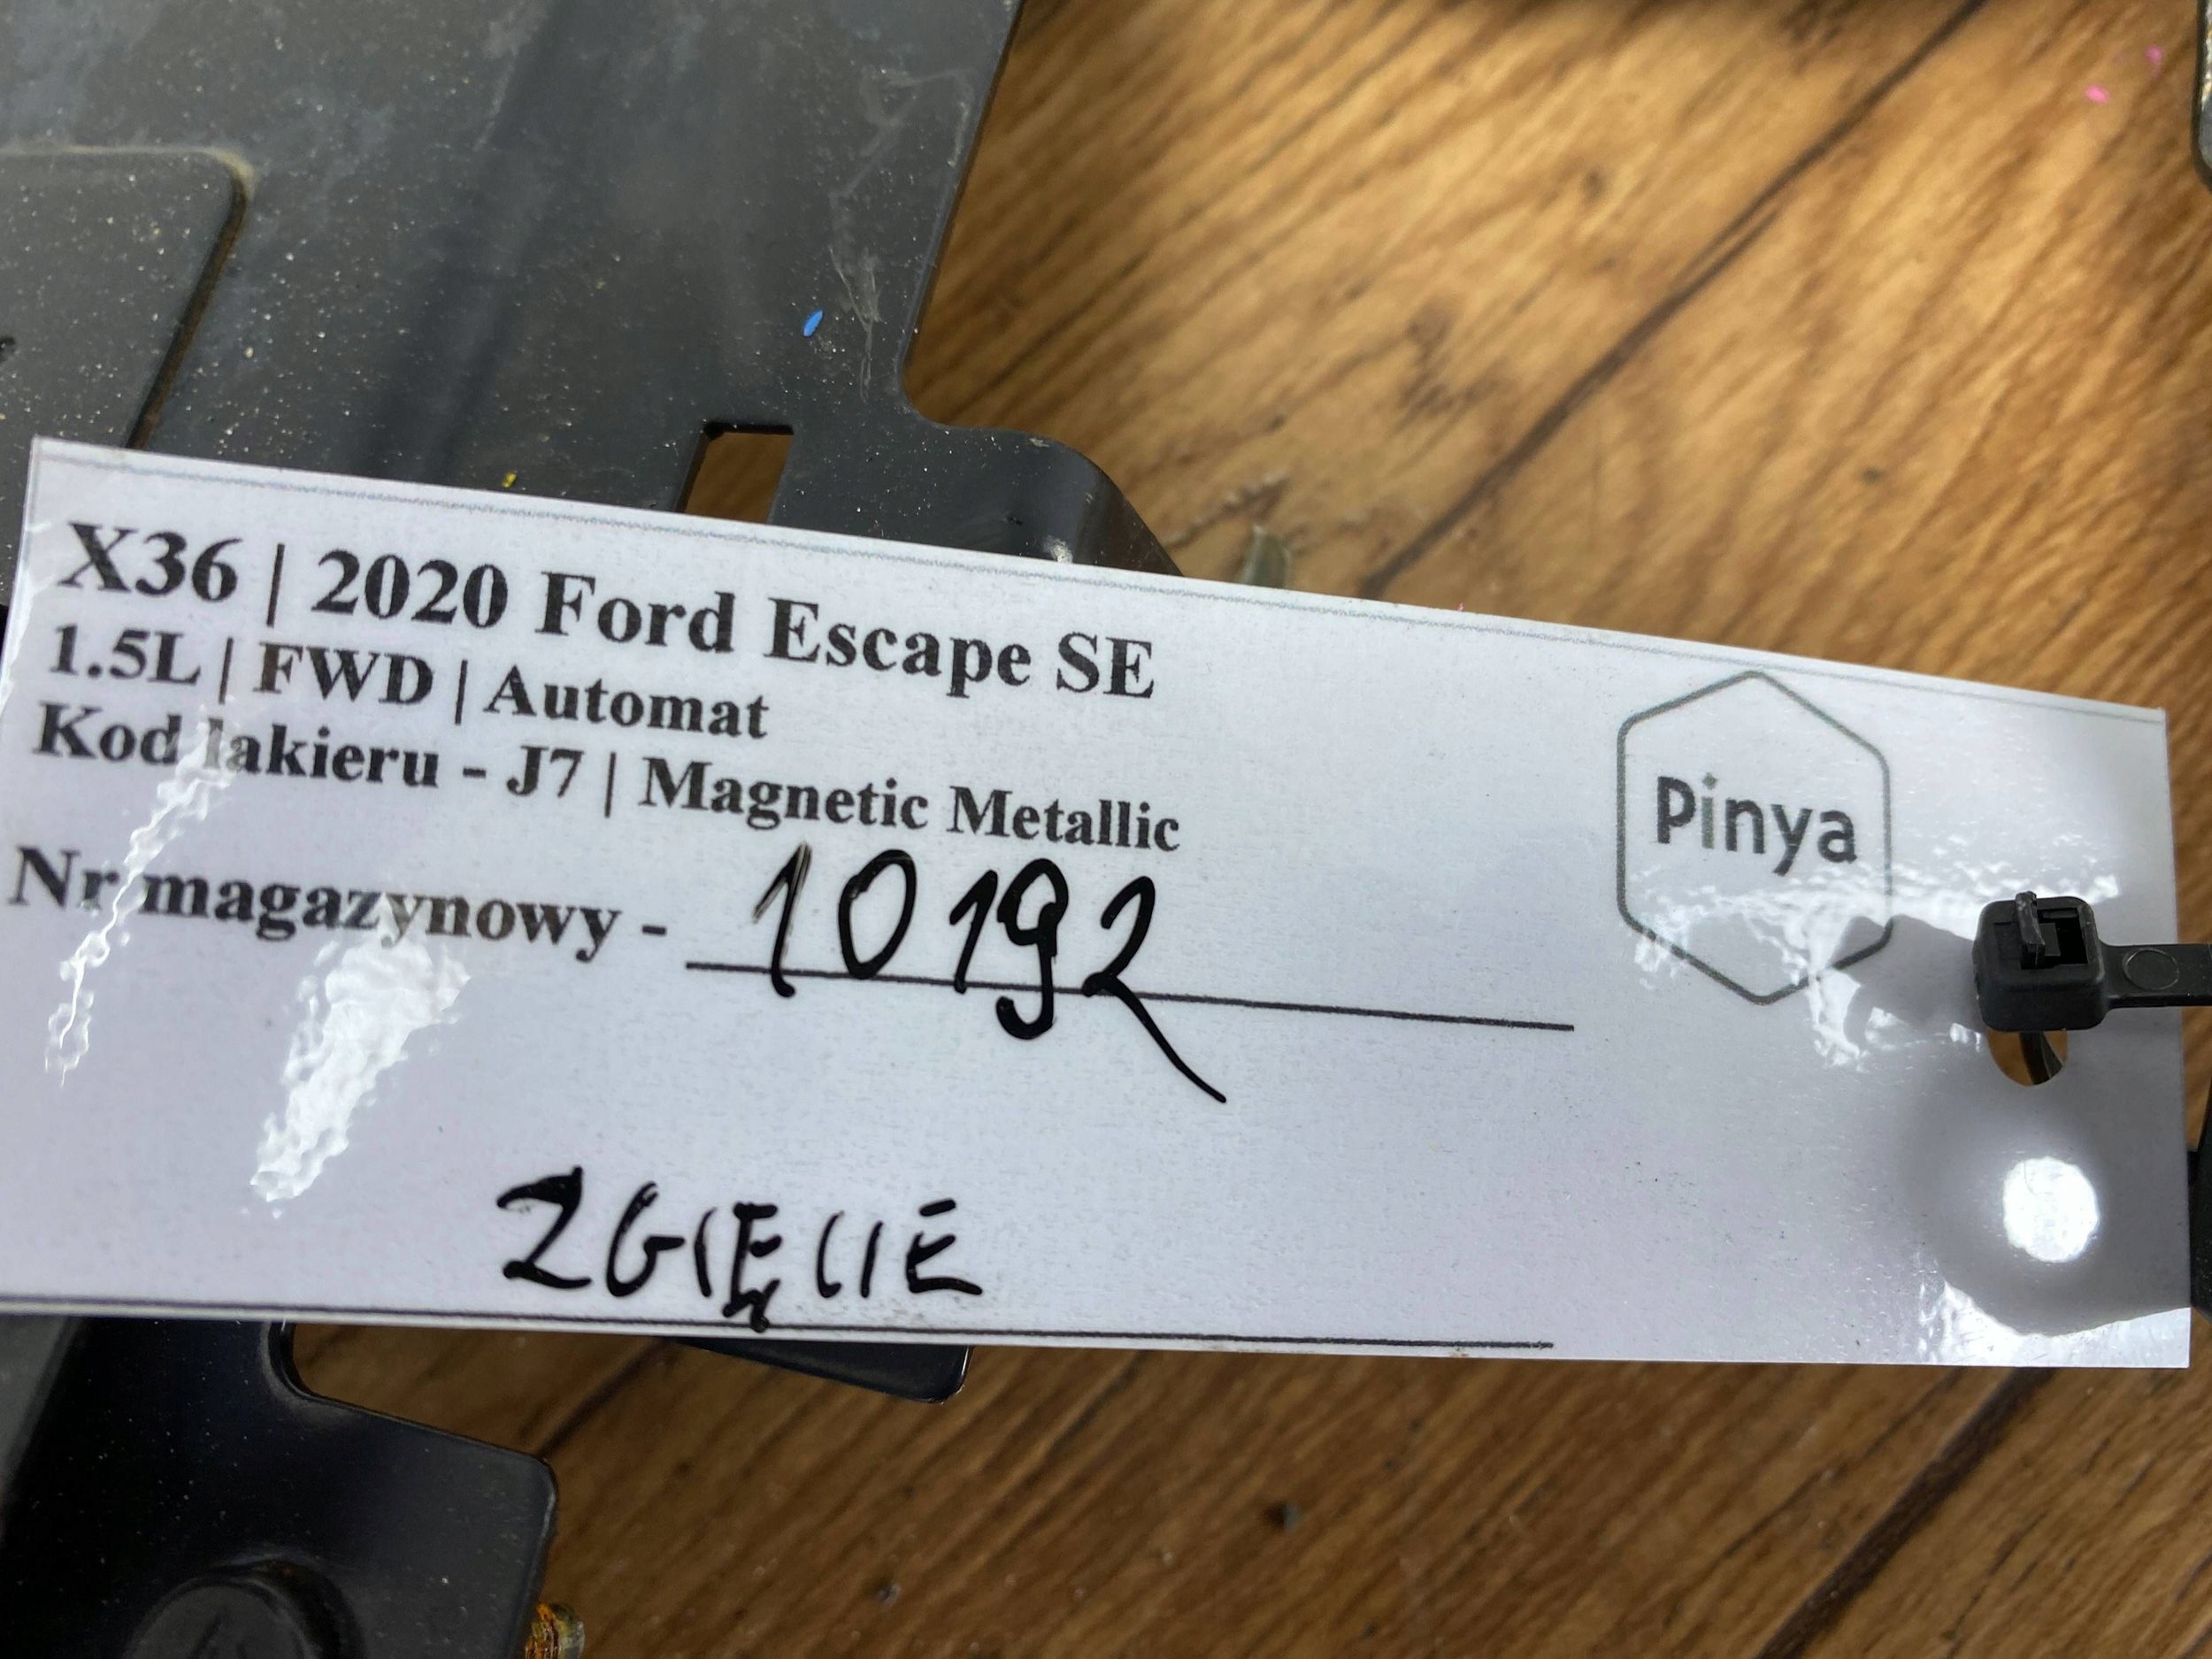 X36 | 2020 Ford Escape SE
1.5L | FWD | Automat
Kod lakieru - J7 | Magnetic Metallic
Nr magazynowy - 10192
ZGIĘCIE
Pinya